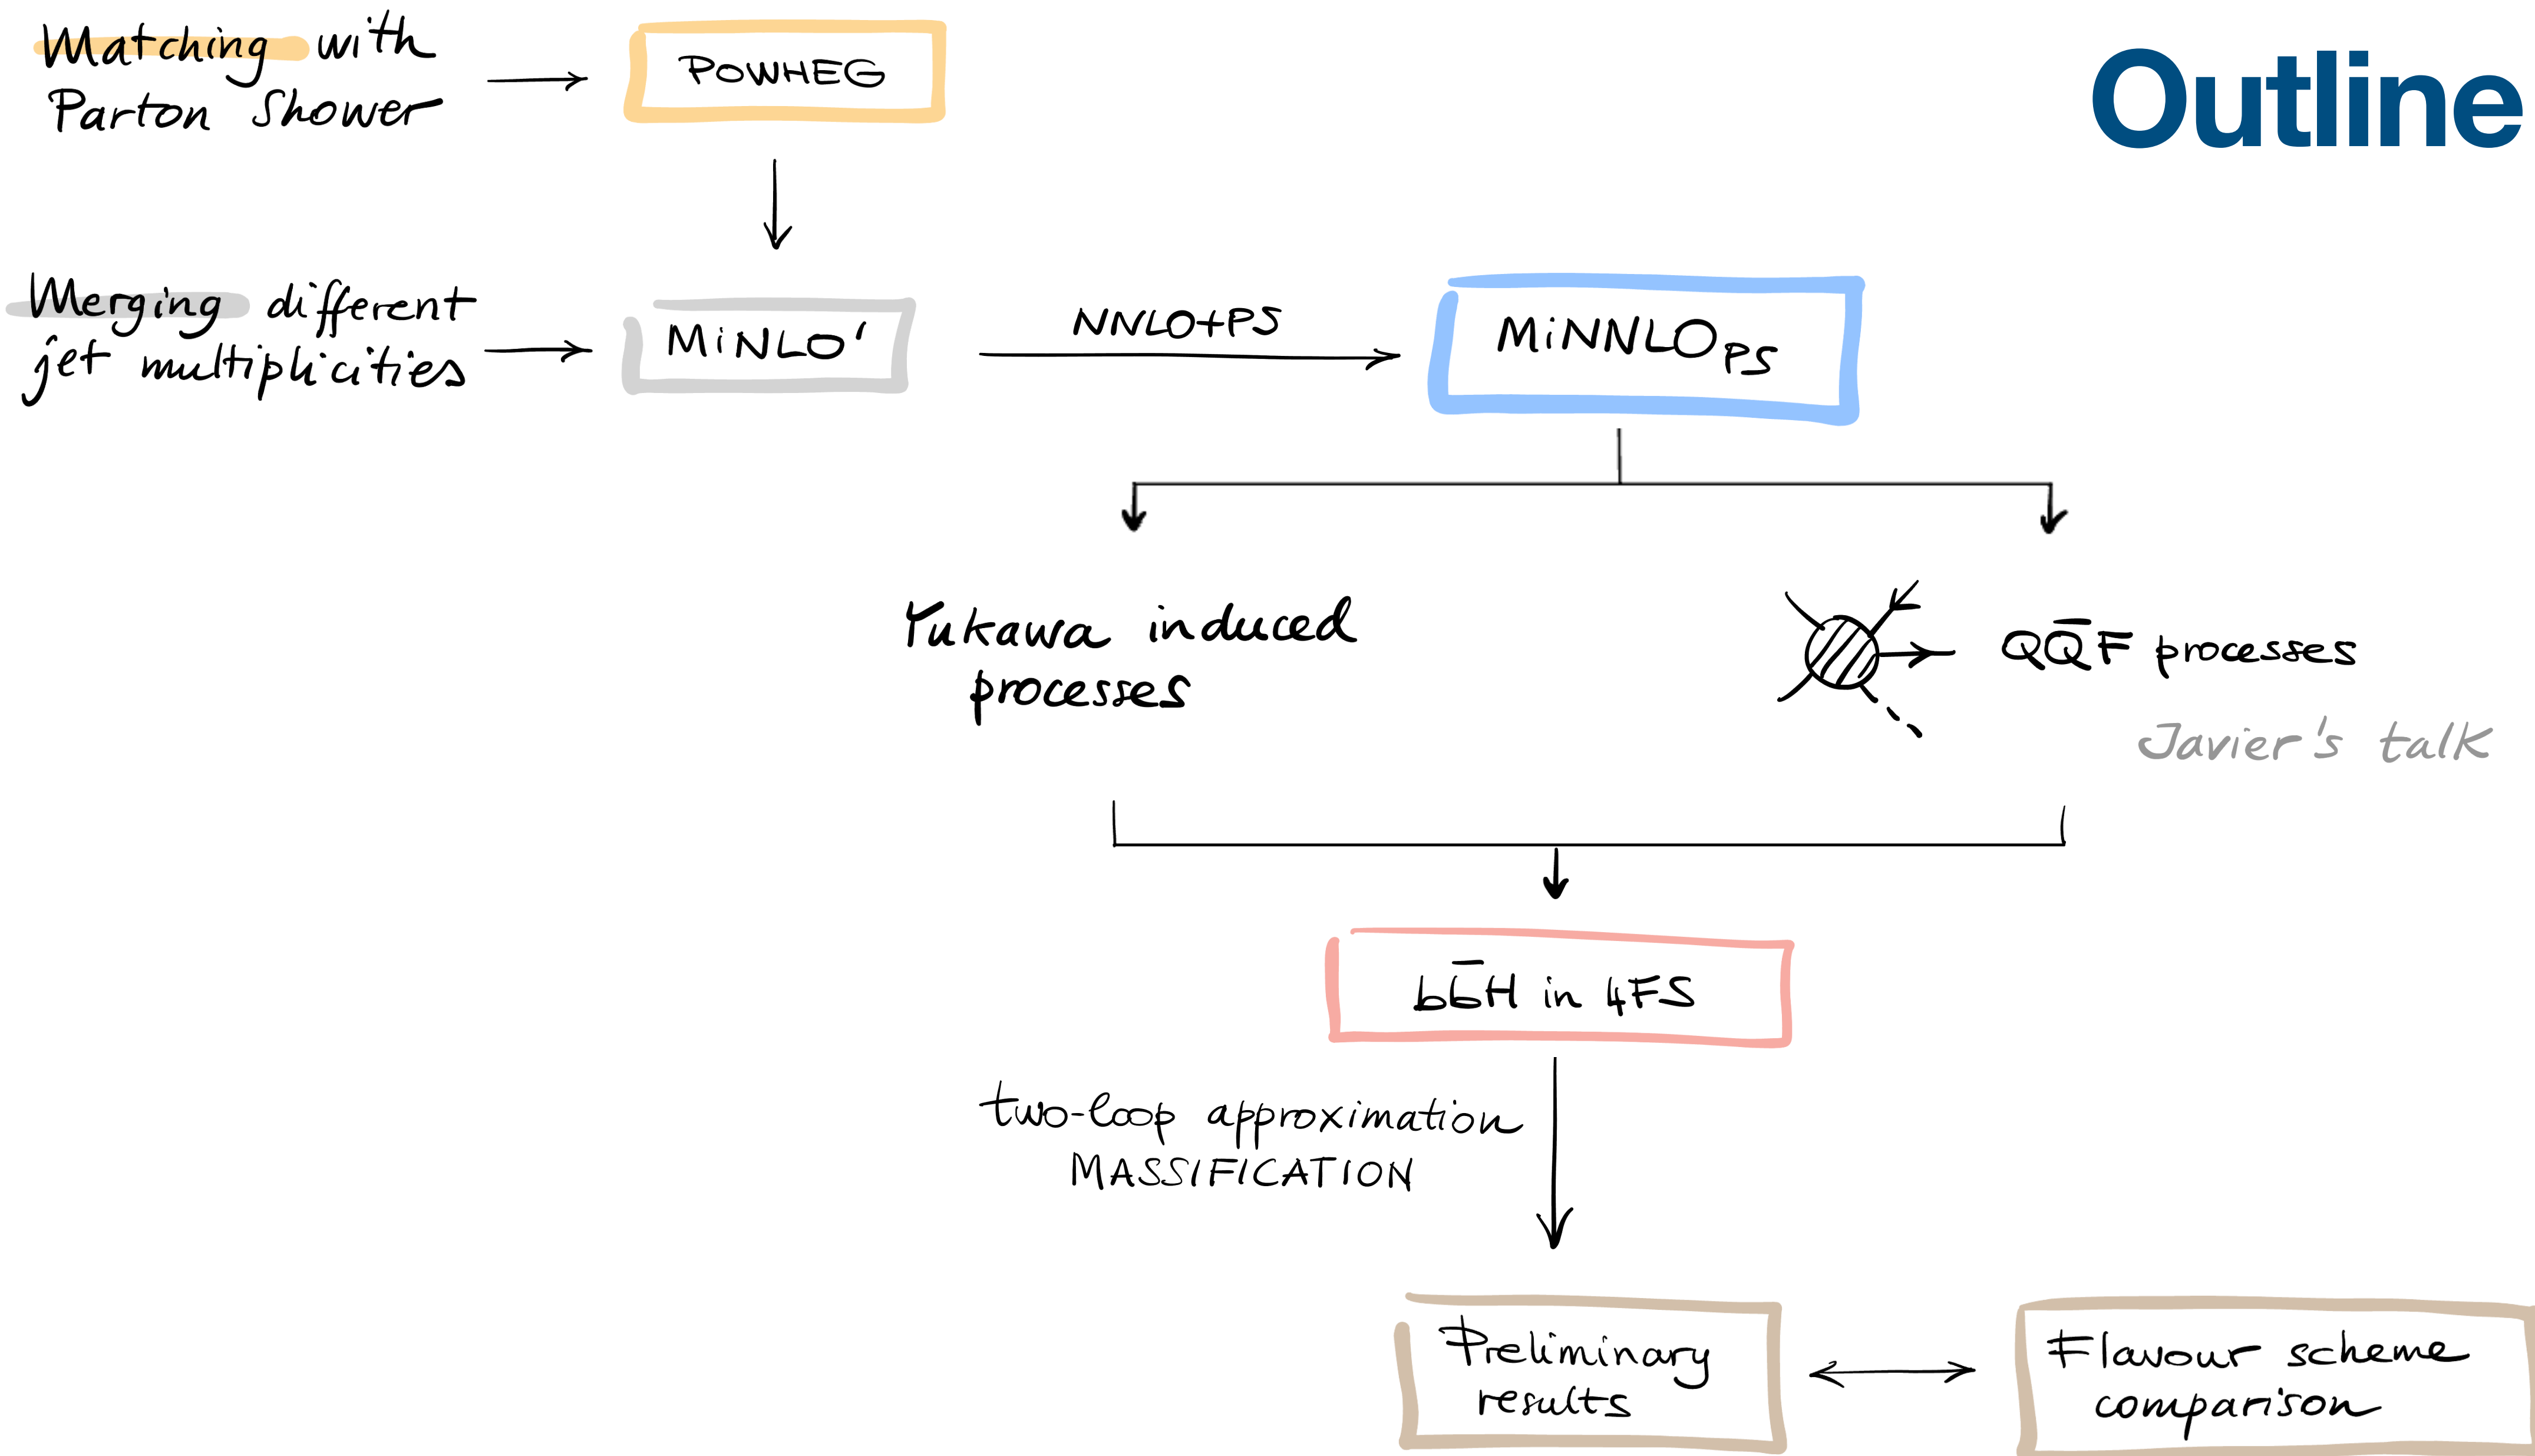 Outline
Matching with
Parton Shower
POWHEG
Merging different
jet multiplicities
MiNLO'
NNLO+PS
MiNNLO_PS
Yukawa induced
processes
QQ̄F processes
Javier's talk
bb̄H in 4FS
two-loop approximation
MASSIFICATION
Preliminary
results
Flavour scheme
comparison